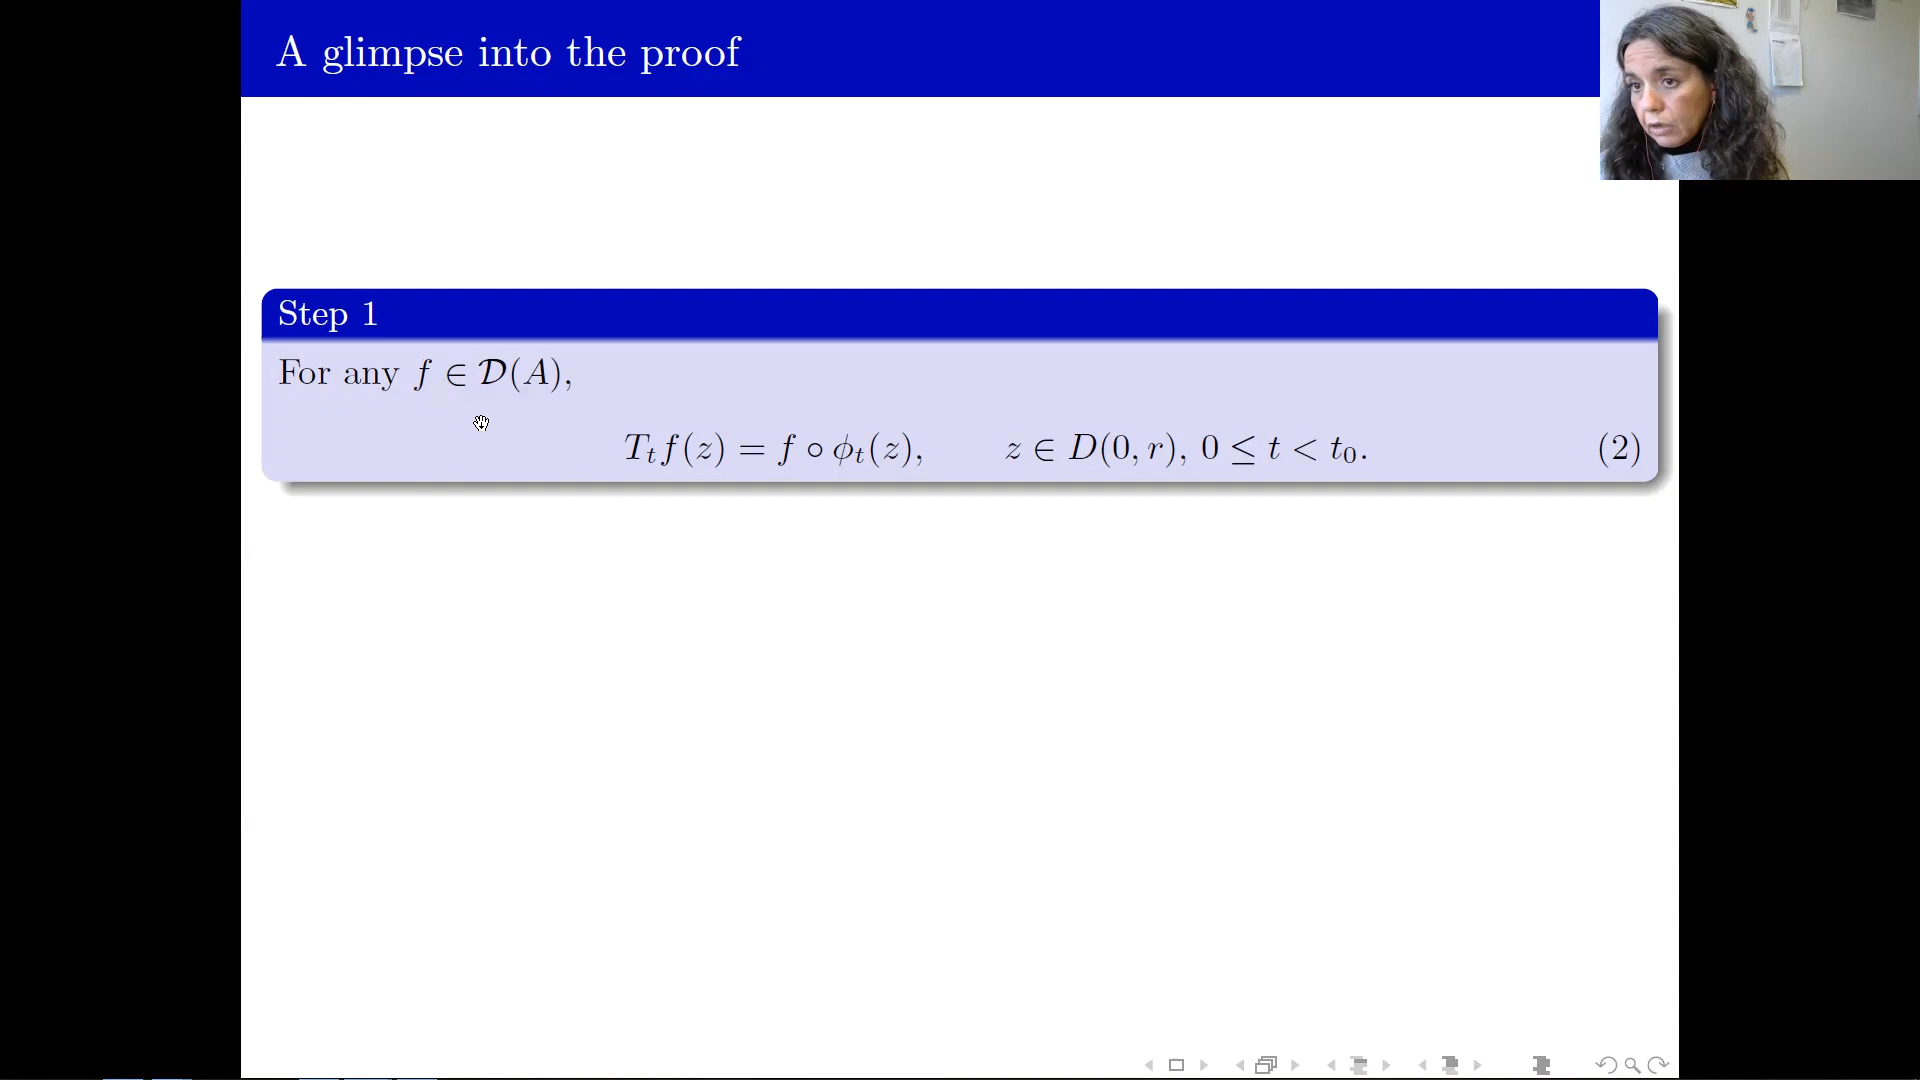 A glimpse into the proof
Step 1
For any f ∈ 𝒟(A),
T_t f(z) = f ∘ ϕ_t(z), z ∈ D(0, r), 0 ≤ t < t_0. (2)